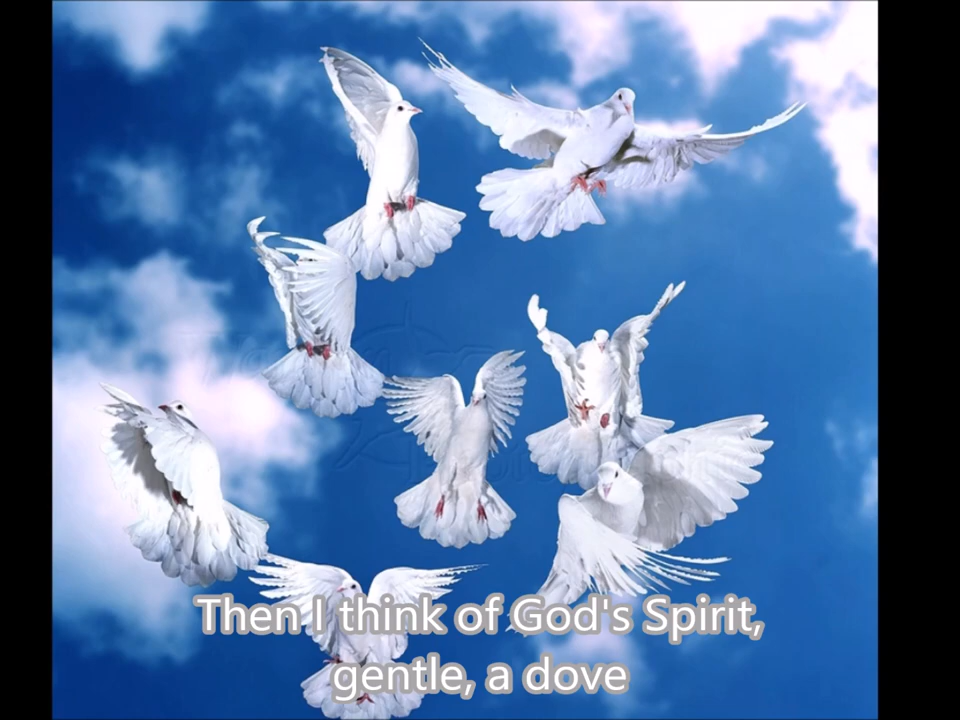 Then I think of God's Spirit,
gentle, a dove